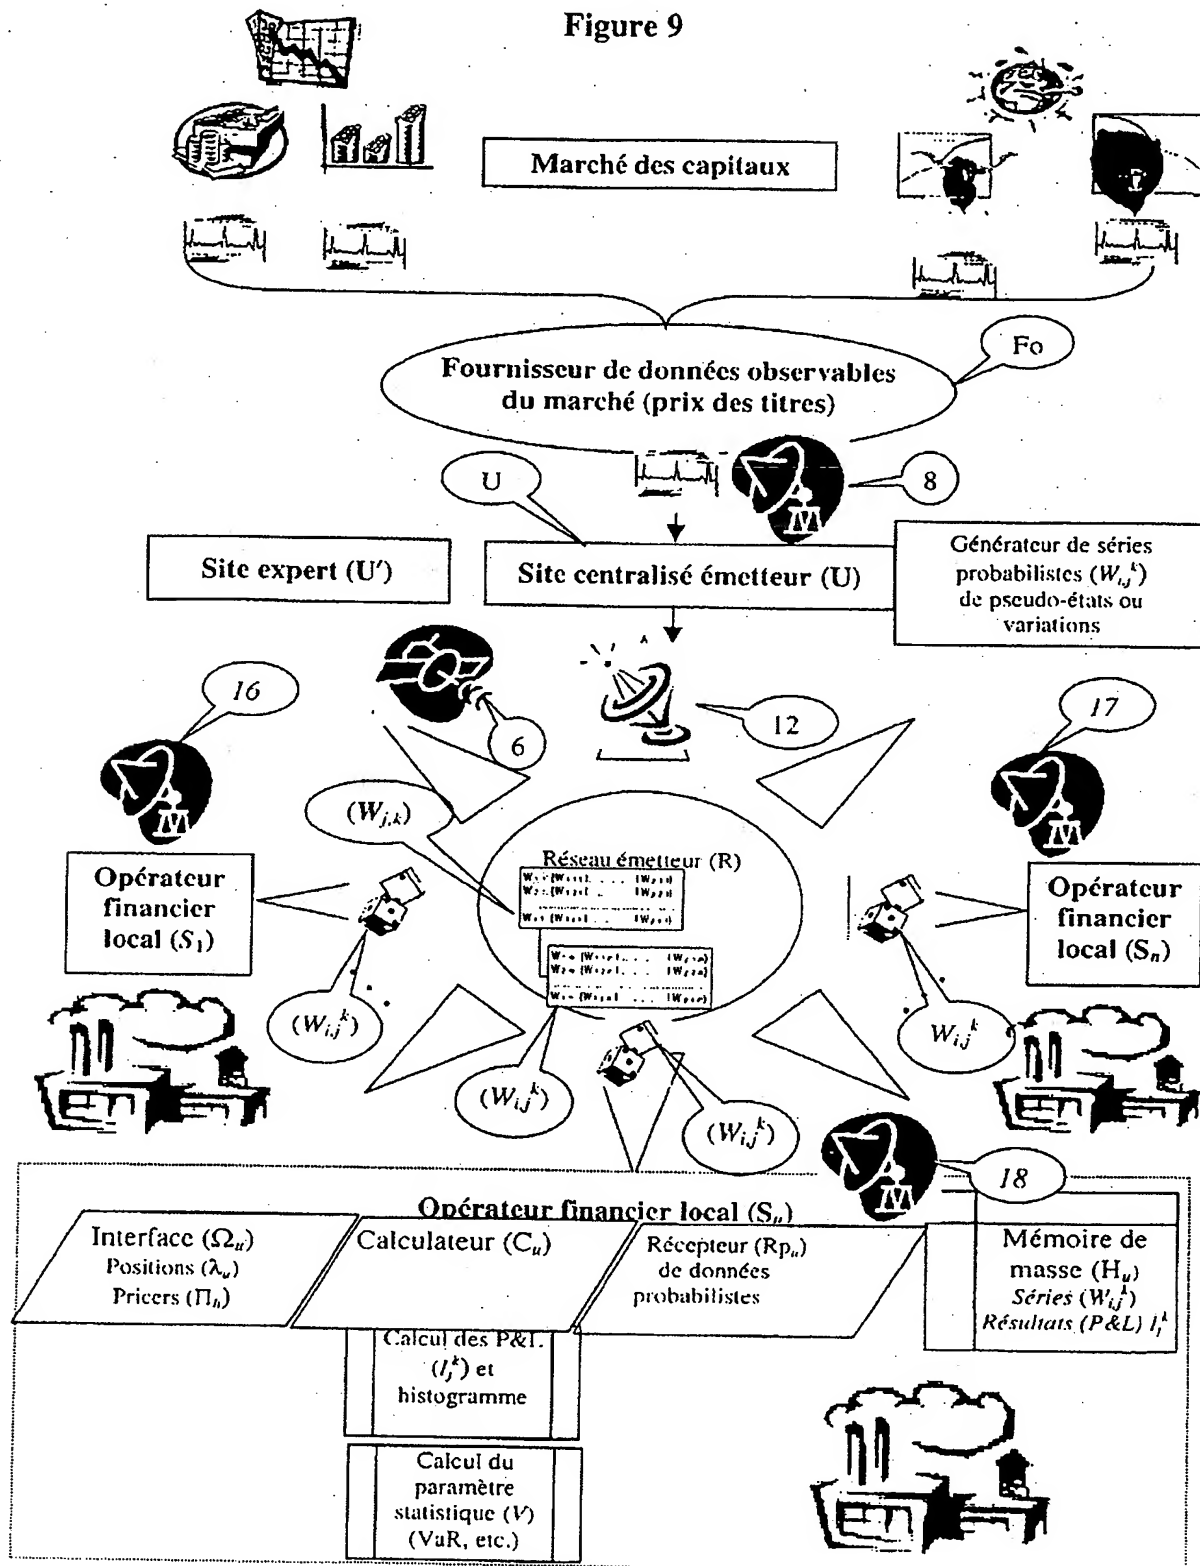 Figure 9
Marché des capitaux
Fo
Fournisseur de données observables
du marché (prix des titres)
U
8
Site expert (U')
Site centralisé émetteur (U)
Générateur de séries
probabilistes (W_{i,j}^k)
de pseudo-états ou
variations
16
6
12
17
(W_{j,k})
Réseau émetteur (R)
Opérateur
financier
local (S_1)
Opérateur
financier
local (S_n)
(W_{i,j}^k)
W_{i,j}^k
(W_{i,j}^k)
(W_{i,j}^k)
18
Opérateur financier local (S_u)
Interface (Ω_u)
Positions (λ_u)
Pricers (Π_h)
Calculateur (C_u)
Récepteur (Rp_u)
de données
probabilistes
Mémoire de
masse (H_u)
Séries (W_{i,j}^k)
Résultats (P&L) l_j^k
Calcul des P&L
(l_j^k) et
histogramme
Calcul du
paramètre
statistique (V)
(VaR, etc.)